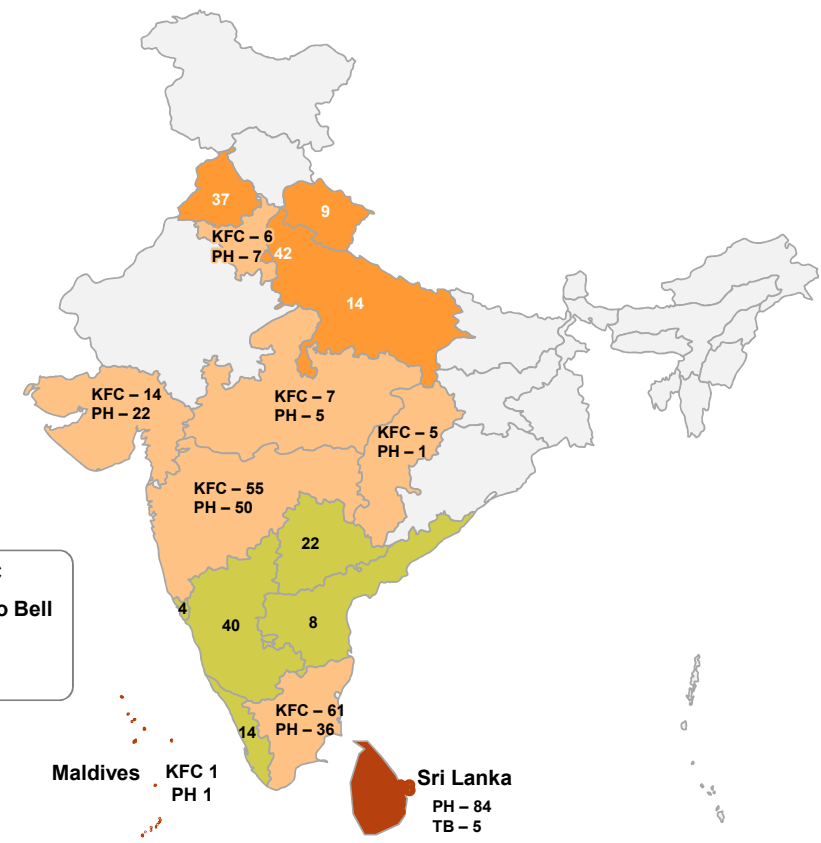 37
9
KFC – 6
PH – 7
42
14
KFC – 14
PH – 22
KFC – 7
PH – 5
KFC – 5
PH – 1
KFC – 55
PH – 50
22
4
40
8
Bell
KFC – 61
PH – 36
14
Maldives
KFC 1
PH 1
Sri Lanka
PH – 84
TB – 5